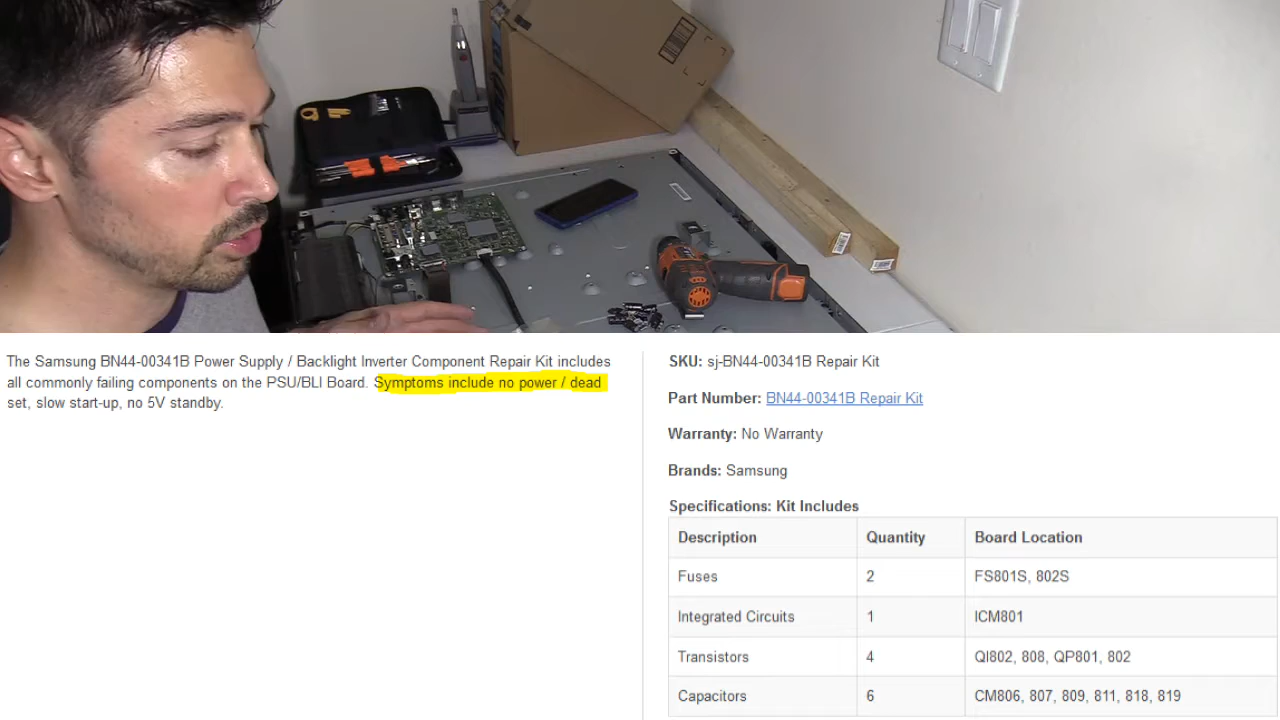 The Samsung BN44-00341B Power Supply / Backlight Inverter Component Repair Kit includes
all commonly failing components on the PSU/BLI Board. Symptoms include no power / dead
set, slow start-up, no 5V standby.
SKU: sj-BN44-00341B Repair Kit
Part Number: BN44-00341B Repair Kit
Warranty: No Warranty
Brands: Samsung
Specifications: Kit Includes
Description Quantity Board Location
Fuses 2 FS801S, 802S
Integrated Circuits 1 ICM801
Transistors 4 QI802, 808, QP801, 802
Capacitors 6 CM806, 807, 809, 811, 818, 819